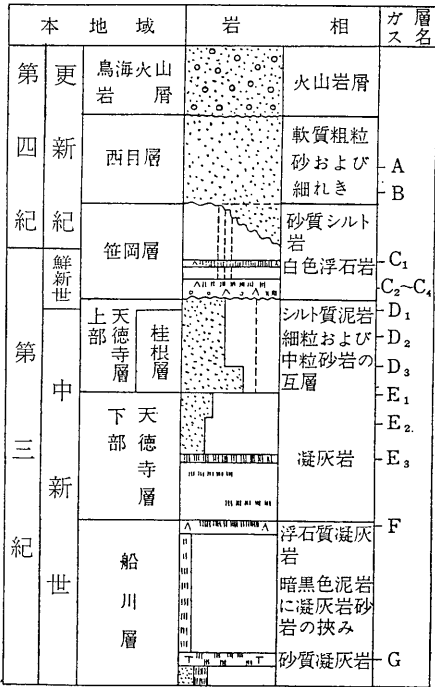 本地域
岩相
ガス層名
第四紀
更新紀
鳥海火山
岩屑
火山岩屑
西目層
軟質粗粒
砂および
細れき
A
B
笹岡層
砂質シルト
岩
白色浮石岩
C₁
C₂~C₄
鮮新世
第三紀
中新世
上部
天徳寺層
桂根層
シルト質泥岩
細粒および
中粒砂岩の
互層
D₁
D₂
D₃
下部
天徳寺層
凝灰岩
E₁
E₂
E₃
船川層
浮石質凝灰
岩
暗黒色泥岩
に凝灰岩砂
岩の挾み
砂質凝灰岩
F
G